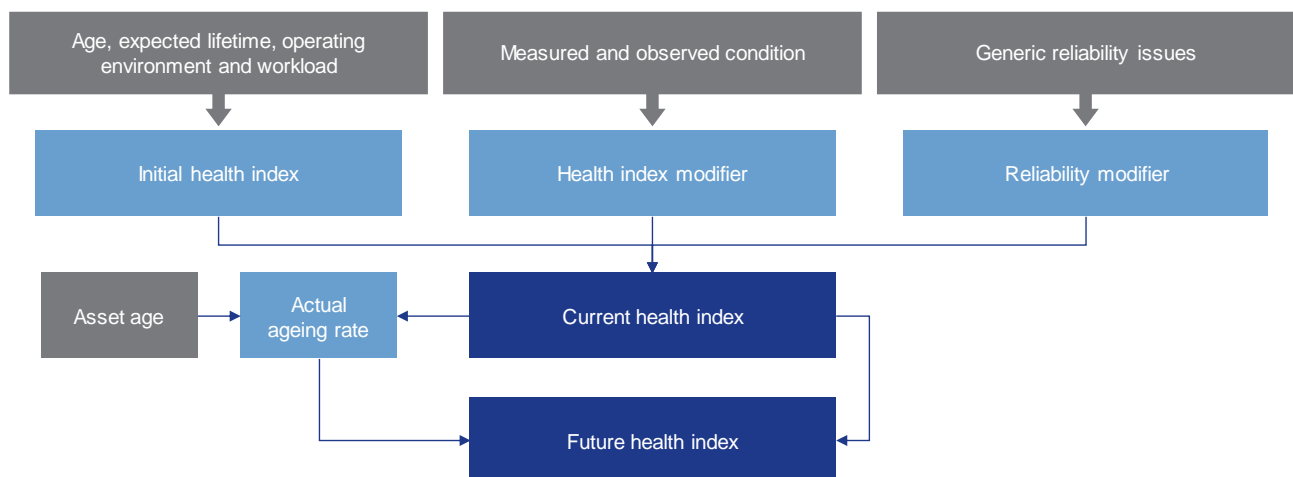 Age, expected lifetime, operating
environment and workload
Measured and observed condition
Generic reliability issues
Initial health index
Health index modifier
Reliability modifier
Asset age
Actual
ageing rate
Current health index
Future health index